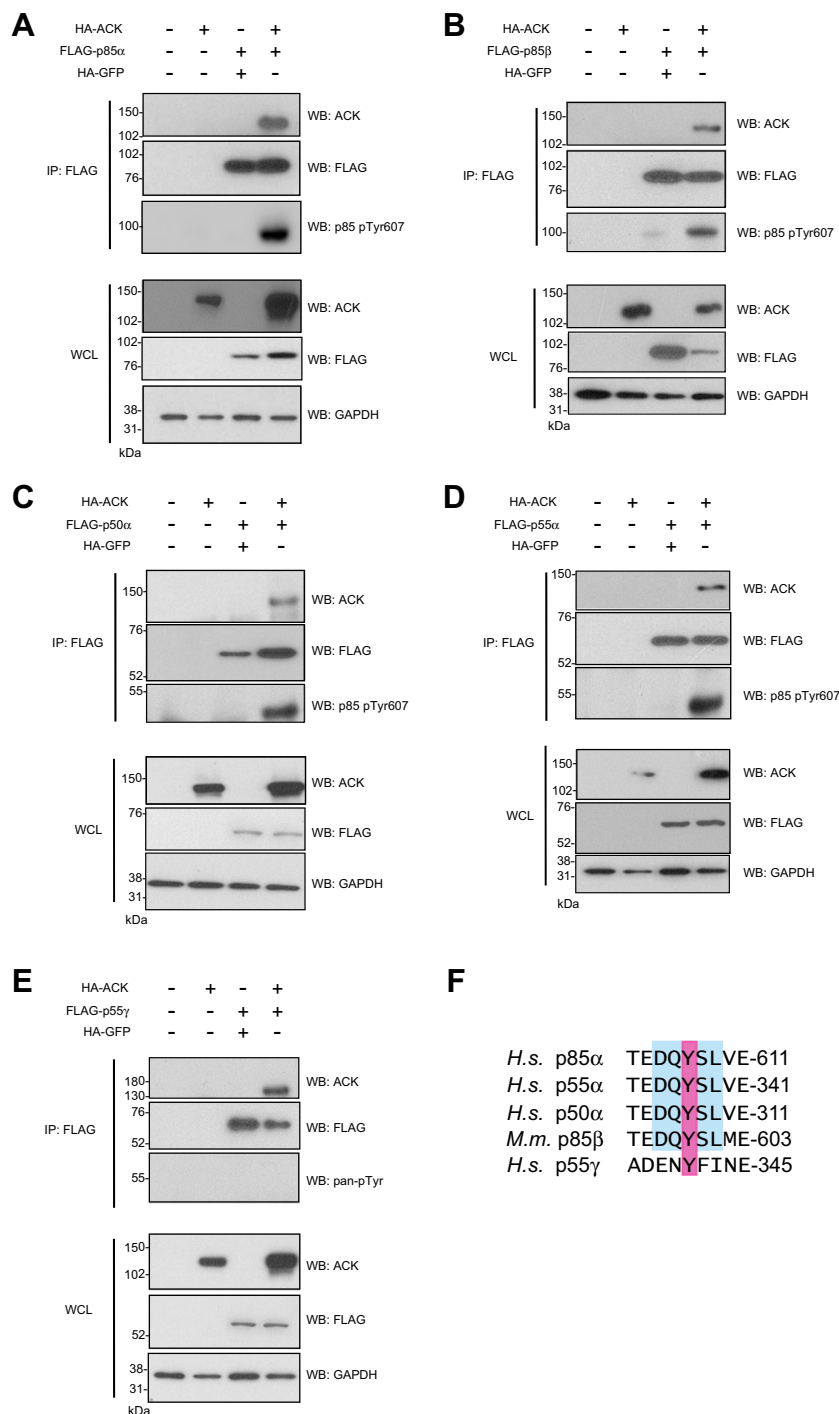 A
HA-ACK - + - +
FLAG-p85α - - + +
HA-GFP - - + -
IP: FLAG
150-
102-
WB: ACK
102-
76-
WB: FLAG
100-
WB: p85 pTyr607
WCL
150-
102-
WB: ACK
102-
76-
WB: FLAG
38-
31-
WB: GAPDH
kDa
B
HA-ACK - + - +
FLAG-p85β - - + +
HA-GFP - - + -
IP: FLAG
150-
102-
WB: ACK
102-
76-
WB: FLAG
100-
WB: p85 pTyr607
WCL
150-
102-
WB: ACK
102-
76-
WB: FLAG
38-
31-
WB: GAPDH
kDa
C
HA-ACK - + - +
FLAG-p50α - - + +
HA-GFP - - + -
IP: FLAG
150-
WB: ACK
76-
52-
WB: FLAG
55-
WB: p85 pTyr607
WCL
150-
WB: ACK
76-
52-
WB: FLAG
38-
31-
WB: GAPDH
kDa
D
HA-ACK - + - +
FLAG-p55α - - + +
HA-GFP - - + -
IP: FLAG
150-
WB: ACK
76-
52-
WB: FLAG
55-
WB: p85 pTyr607
WCL
150-
102-
WB: ACK
76-
52-
WB: FLAG
38-
31-
WB: GAPDH
kDa
E
HA-ACK - + - +
FLAG-p55γ - - + +
HA-GFP - - + -
IP: FLAG
180-
130-
WB: ACK
76-
52-
WB: FLAG
55-
WB: pan-pTyr
WCL
150-
102-
WB: ACK
52-
WB: FLAG
38-
31-
WB: GAPDH
kDa
F
H.s. p85α TEDQYSLVE-611
H.s. p55α TEDQYSLVE-341
H.s. p50α TEDQYSLVE-311
M.m. p85β TEDQYSLME-603
H.s. p55γ ADENYFINE-345